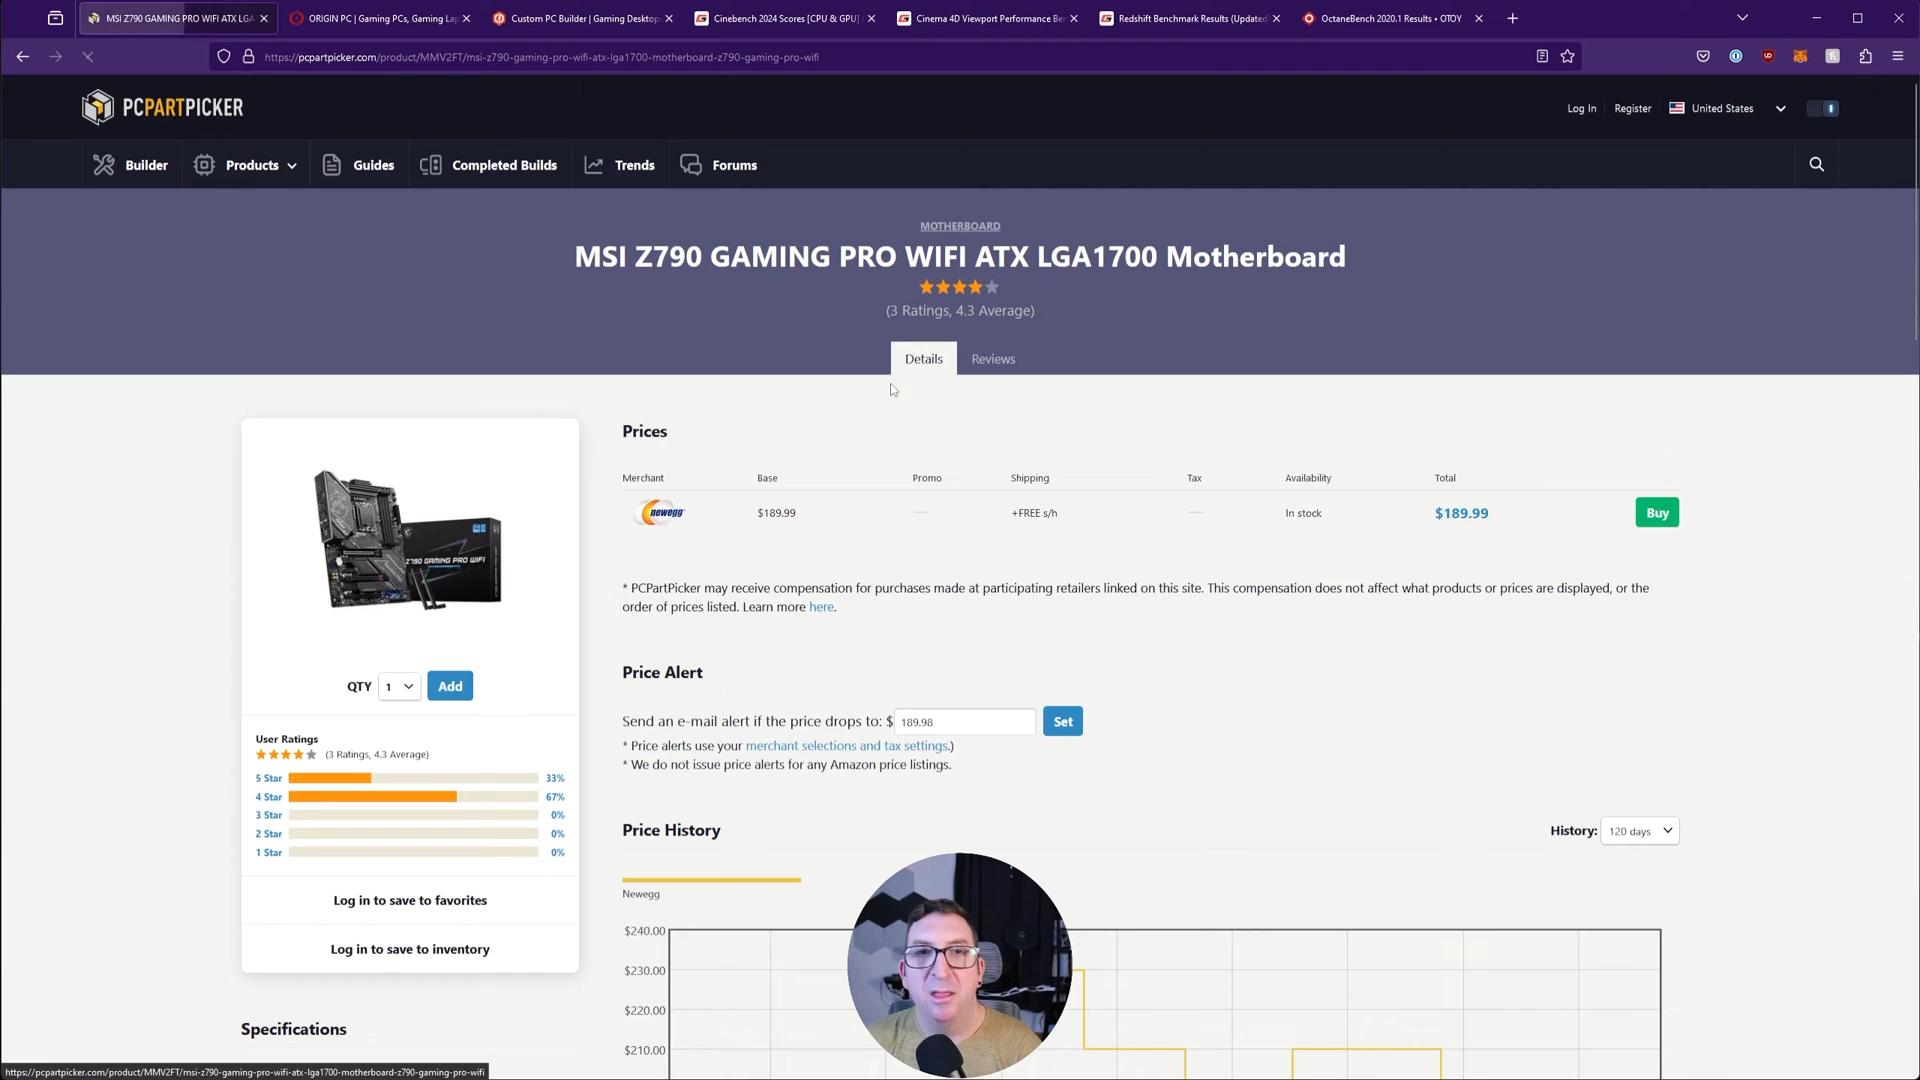 MSI Z790 GAMING PRO WIFI ATX LGA
ORIGIN PC | Gaming PCs, Gaming Lap
Custom PC Builder | Gaming Desktops
Cinebench 2024 Scores [CPU & GPU]
Cinema 4D Viewport Performance Be
Redshift Benchmark Results (Updated
OctaneBench 2020.1 Results • OTOY
https://pcpartpicker.com/product/MMV2FT/msi-z790-gaming-pro-wifi-atx-lga1700-motherboard-z790-gaming-pro-wifi
PCPARTPICKER
Log In
Register
United States
Builder
Products
Guides
Completed Builds
Trends
Forums
MOTHERBOARD
MSI Z790 GAMING PRO WIFI ATX LGA1700 Motherboard
(3 Ratings, 4.3 Average)
Details
Reviews
Z790 GAMING PRO WIFI
QTY 1 Add
User Ratings
(3 Ratings, 4.3 Average)
5 Star 33%
4 Star 67%
3 Star 0%
2 Star 0%
1 Star 0%
Log in to save to favorites
Log in to save to inventory
Specifications
Prices
Merchant Base Promo Shipping Tax Availability Total
newegg $189.99 — +FREE s/h — In stock $189.99 Buy
* PCPartPicker may receive compensation for purchases made at participating retailers linked on this site. This compensation does not affect what products or prices are displayed, or the
order of prices listed. Learn more here.
Price Alert
Send an e-mail alert if the price drops to: $ 189.98 Set
* Price alerts use your merchant selections and tax settings.)
* We do not issue price alerts for any Amazon price listings.
Price History
History: 120 days
Newegg
$240.00
$230.00
$220.00
$210.00
https://pcpartpicker.com/product/MMV2FT/msi-z790-gaming-pro-wifi-atx-lga1700-motherboard-z790-gaming-pro-wifi